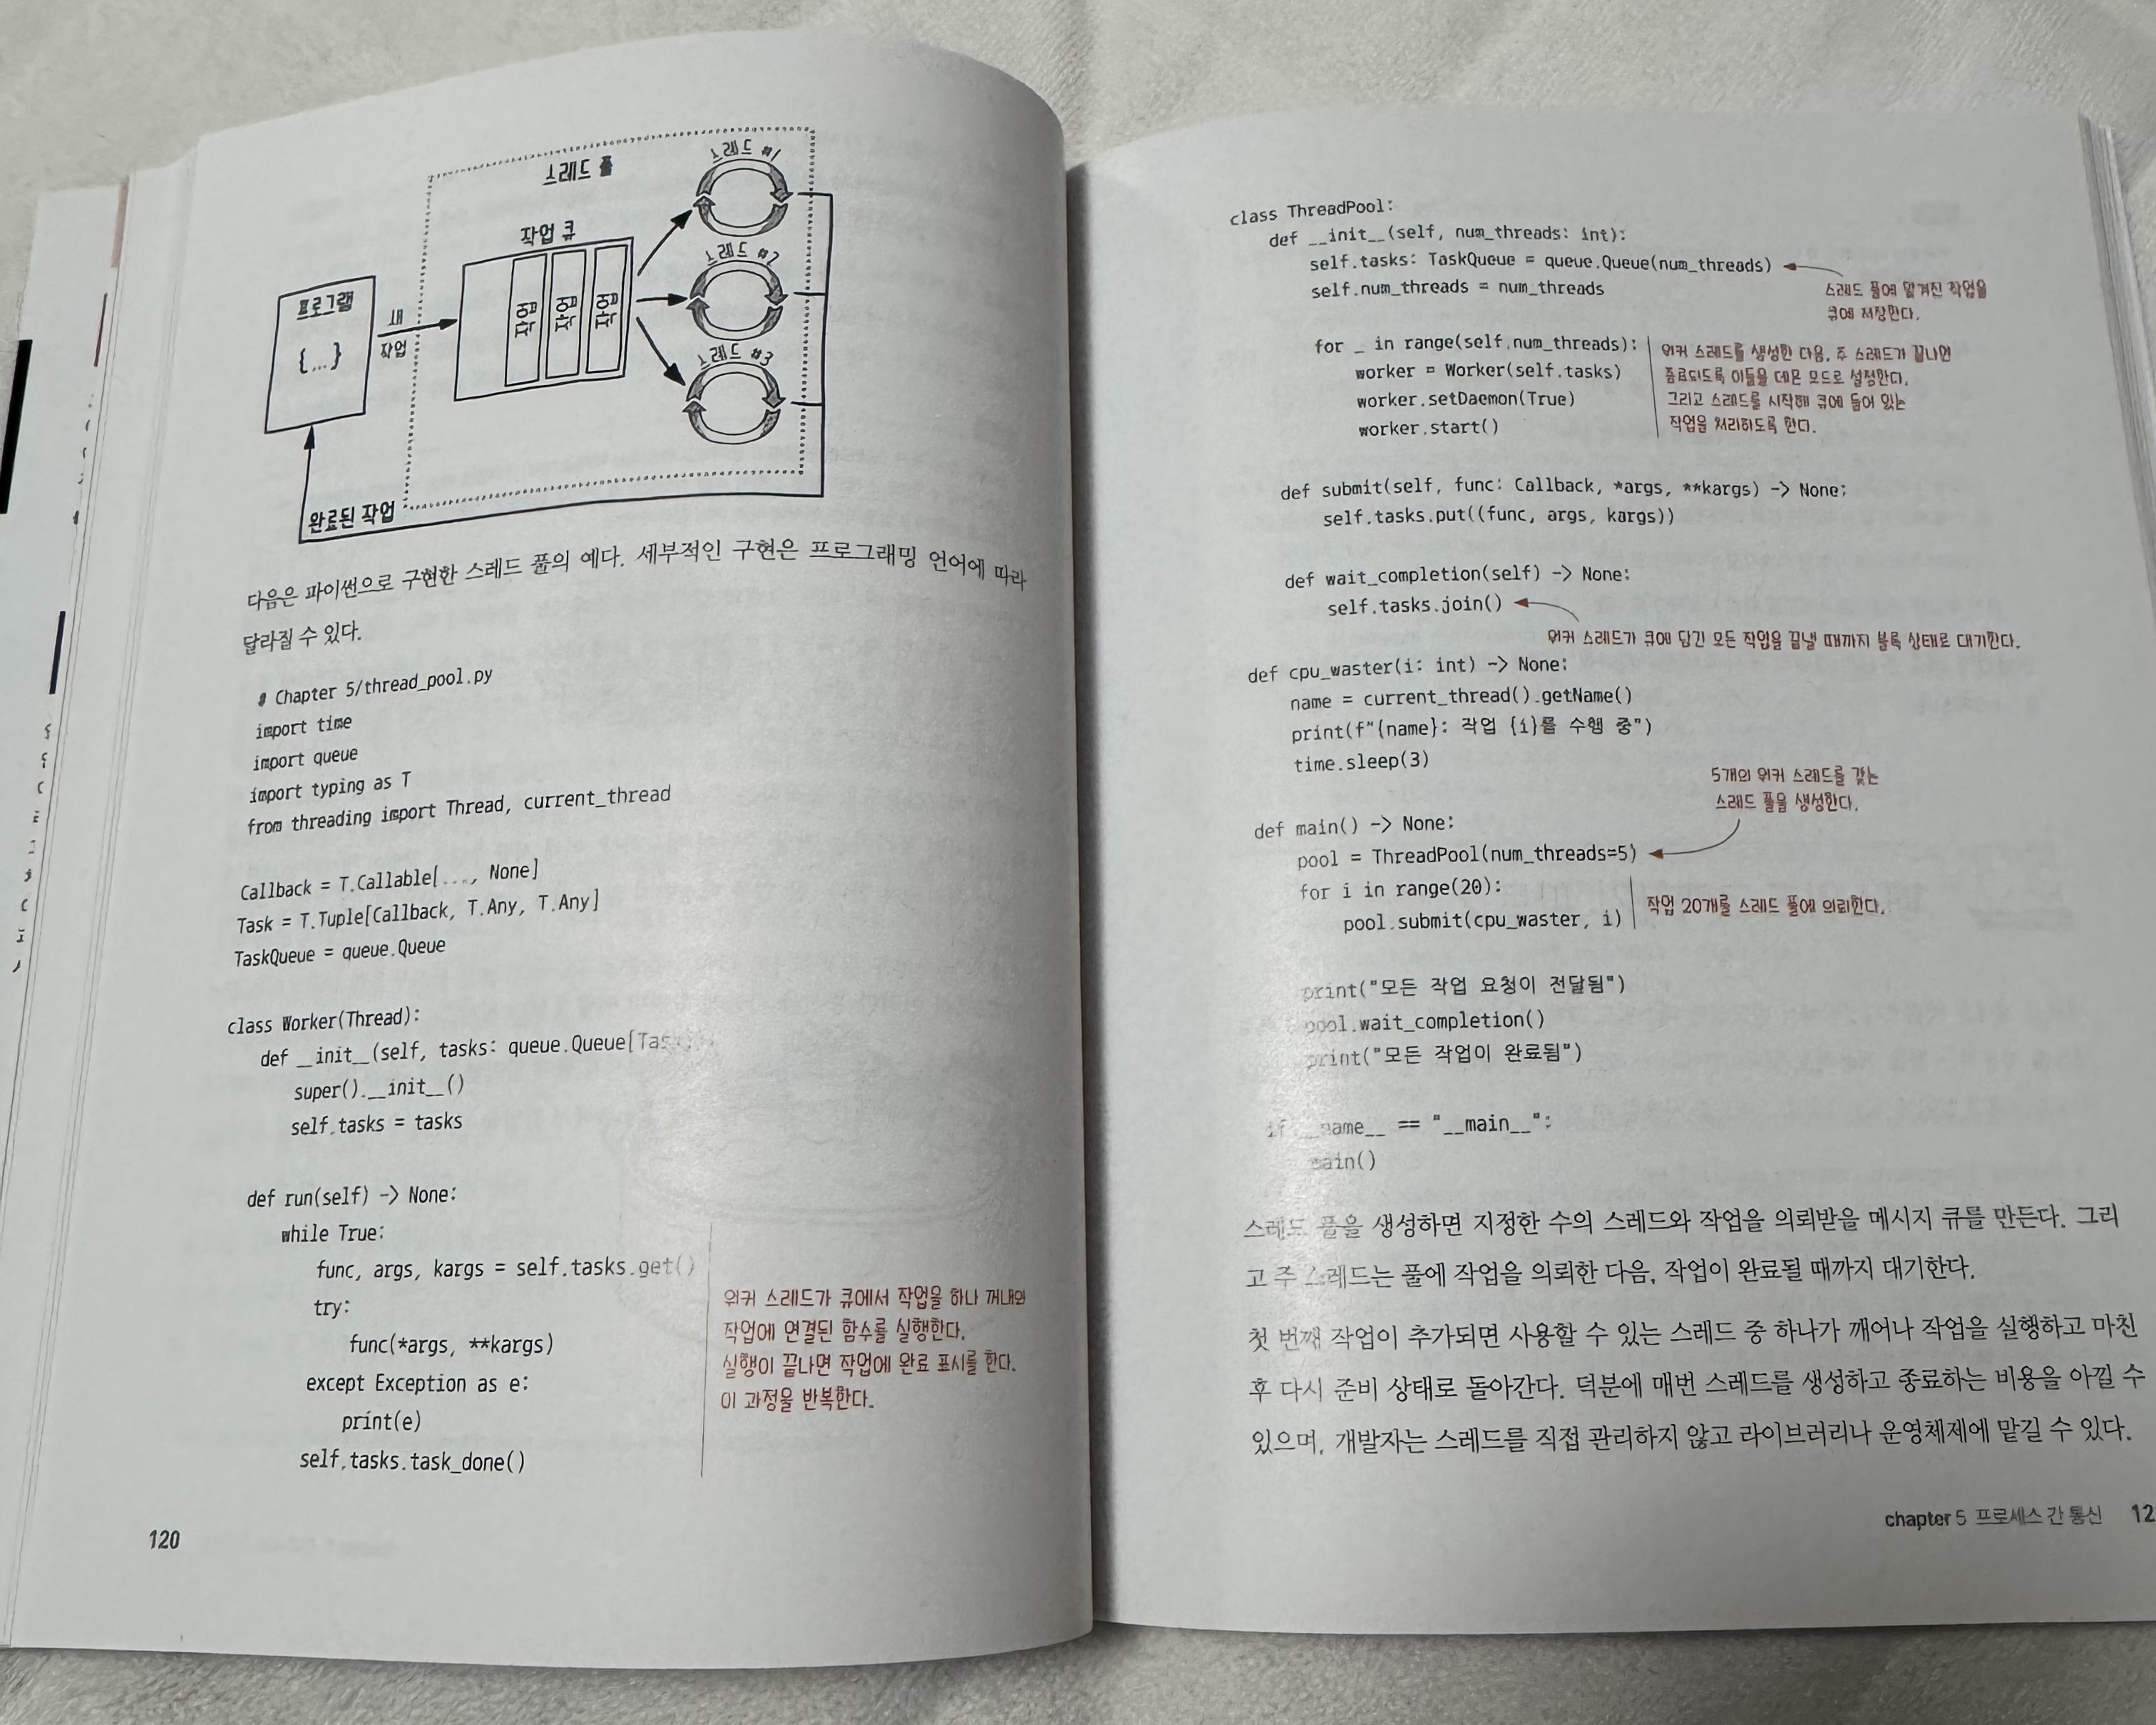 스레드 풀
스레드 #1
작업 큐
스레드 #2
프로그램
{...}
새
작업
작업
작업
작업
스레드 #3
완료된 작업
다음은 파이썬으로 구현한 스레드 풀의 예다. 세부적인 구현은 프로그래밍 언어에 따라
달라질 수 있다.
# Chapter 5/thread_pool.py
import time
import queue
import typing as T
from threading import Thread, current_thread
Callback = T.Callable[..., None]
Task = T.Tuple[Callback, T.Any, T.Any]
TaskQueue = queue.Queue
class Worker(Thread):
def __init__(self, tasks: queue.Queue[Task]):
super().__init__()
self.tasks = tasks
def run(self) -> None:
while True:
func, args, kargs = self.tasks.get()
try:
func(*args, **kargs)
except Exception as e:
print(e)
self.tasks.task_done()
워커 스레드가 큐에서 작업을 하나 꺼내와
작업에 연결된 함수를 실행한다.
실행이 끝나면 작업에 완료 표시를 한다.
이 과정을 반복한다.
120
class ThreadPool:
def __init__(self, num_threads: int):
self.tasks: TaskQueue = queue.Queue(num_threads)
self.num_threads = num_threads
스레드 풀에 맡겨진 작업을
큐에 저장한다.
for _ in range(self.num_threads):
worker = Worker(self.tasks)
worker.setDaemon(True)
worker.start()
워커 스레드를 생성한 다음, 주 스레드가 끝나면
종료되도록 이들을 데몬 모드로 설정한다.
그리고 스레드를 시작해 큐에 들어 있는
작업을 처리하도록 한다.
def submit(self, func: Callback, *args, **kargs) -> None:
self.tasks.put((func, args, kargs))
def wait_completion(self) -> None:
self.tasks.join()
워커 스레드가 큐에 담긴 모든 작업을 끝낼 때까지 블록 상태로 대기한다.
def cpu_waster(i: int) -> None:
name = current_thread().getName()
print(f"{name}: 작업 {i}를 수행 중")
time.sleep(3)
5개의 워커 스레드를 갖는
스레드 풀을 생성한다.
def main() -> None:
pool = ThreadPool(num_threads=5)
for i in range(20):
pool.submit(cpu_waster, i)
작업 20개를 스레드 풀에 의뢰한다.
print("모든 작업 요청이 전달됨")
pool.wait_completion()
print("모든 작업이 완료됨")
if __name__ == "__main__":
main()
스레드 풀을 생성하면 지정한 수의 스레드와 작업을 의뢰받을 메시지 큐를 만든다. 그리
고 주 스레드는 풀에 작업을 의뢰한 다음, 작업이 완료될 때까지 대기한다.
첫 번째 작업이 추가되면 사용할 수 있는 스레드 중 하나가 깨어나 작업을 실행하고 마친
후 다시 준비 상태로 돌아간다. 덕분에 매번 스레드를 생성하고 종료하는 비용을 아낄 수
있으며, 개발자는 스레드를 직접 관리하지 않고 라이브러리나 운영체제에 맡길 수 있다.
chapter 5 프로세스 간 통신 12